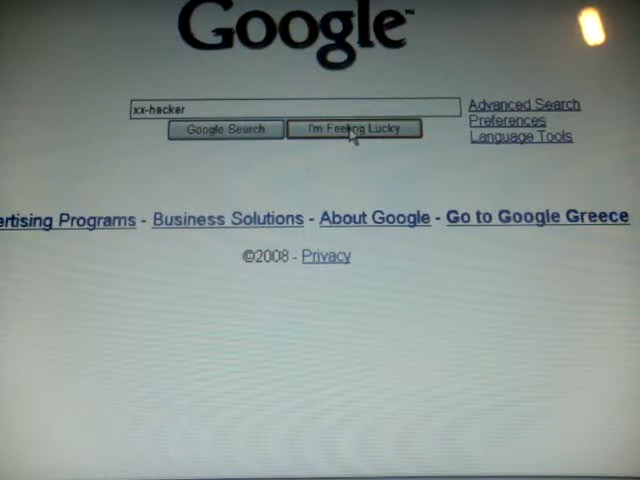 Google™
xx-hacker
Advanced Search
Google Search
I'm Feeling Lucky
Preferences
Language Tools
ertising Programs - Business Solutions - About Google - Go to Google Greece
©2008 - Privacy